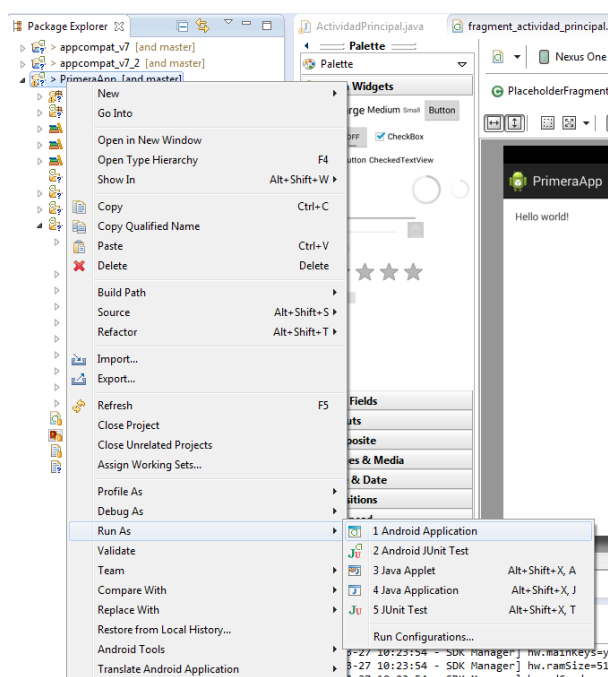 Package Explorer
ActividadPrincipal.java
fragment_actividad_principal.
> appcompat_v7 [and master]
> appcompat_v7_2 [and master]
> PrimeraApp [and master]
Palette
Palette
Widgets
Medium Small Button
OFF CheckBox
CheckedTextView
Nexus One
PlaceholderFragment
PrimeraApp
Hello world!
New
Go Into
Open in New Window
Open Type Hierarchy F4
Show In Alt+Shift+W
Copy Ctrl+C
Copy Qualified Name
Paste Ctrl+V
Delete Delete
Build Path
Source Alt+Shift+S
Refactor Alt+Shift+T
Import...
Export...
Refresh F5
Close Project
Close Unrelated Projects
Assign Working Sets...
Profile As
Debug As
Run As
Validate
Team
Compare With
Replace With
Restore from Local History...
Android Tools
Translate Android Application
Fields
& Media
& Date
1 Android Application
2 Android JUnit Test
3 Java Applet Alt+Shift+X, A
4 Java Application Alt+Shift+X, J
5 JUnit Test Alt+Shift+X, T
Run Configurations...
-27 10:23:54 - SDK Manager] hw.mainKeys=y
-27 10:23:54 - SDK Manager] hw.ramSize=51